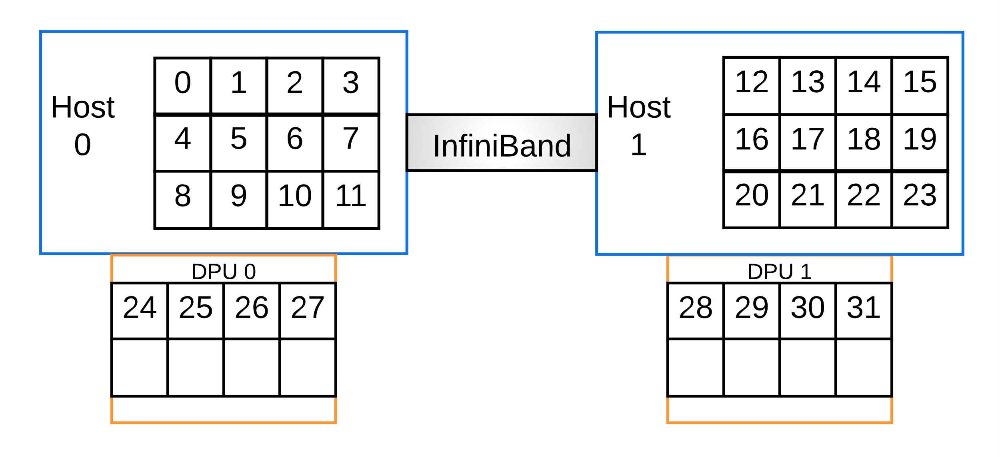 Host
0
0 1 2 3
4 5 6 7
8 9 10 11
InfiniBand
Host
1
12 13 14 15
16 17 18 19
20 21 22 23
DPU 0
24 25 26 27
DPU 1
28 29 30 31